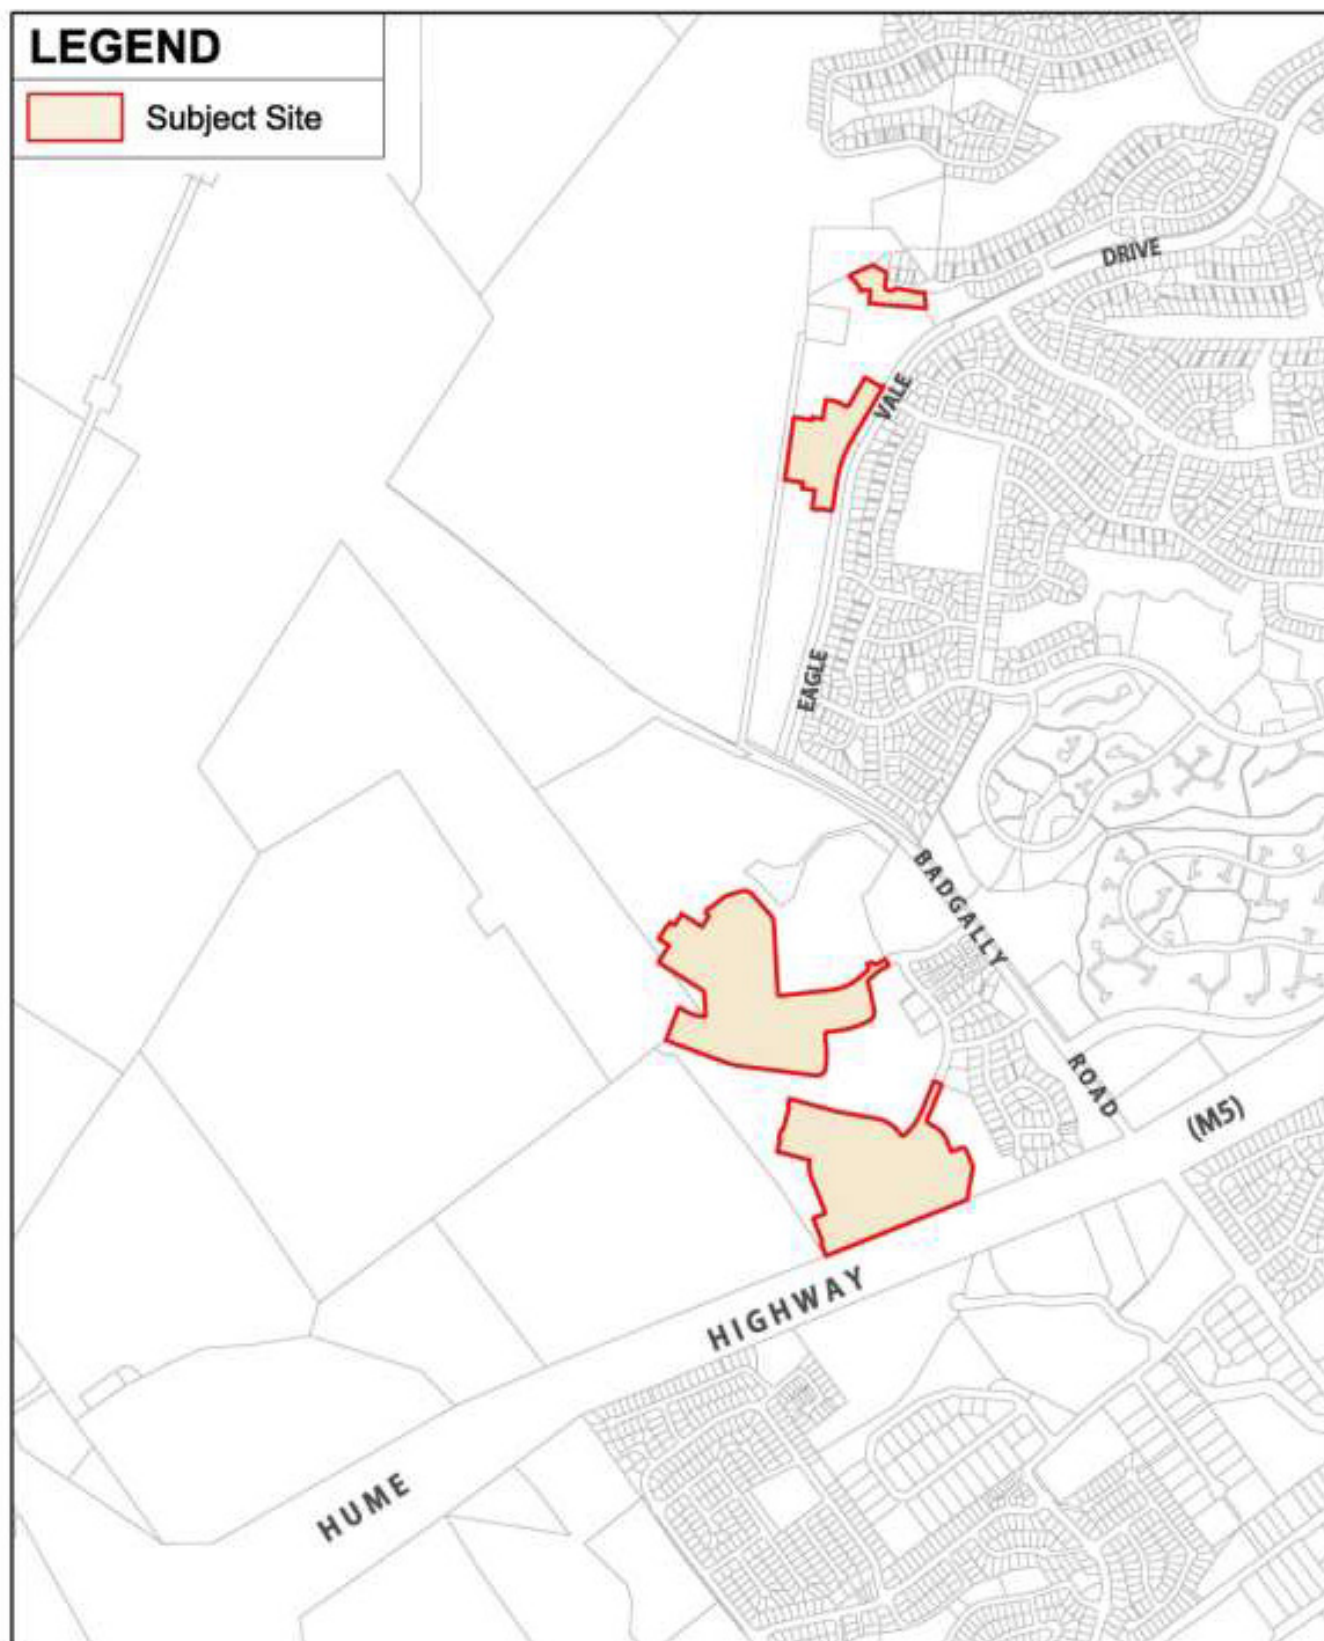 LEGEND
Subject Site
DRIVE
VALE
EAGLE
BADGALLY
ROAD
(M5)
HIGHWAY
HUME